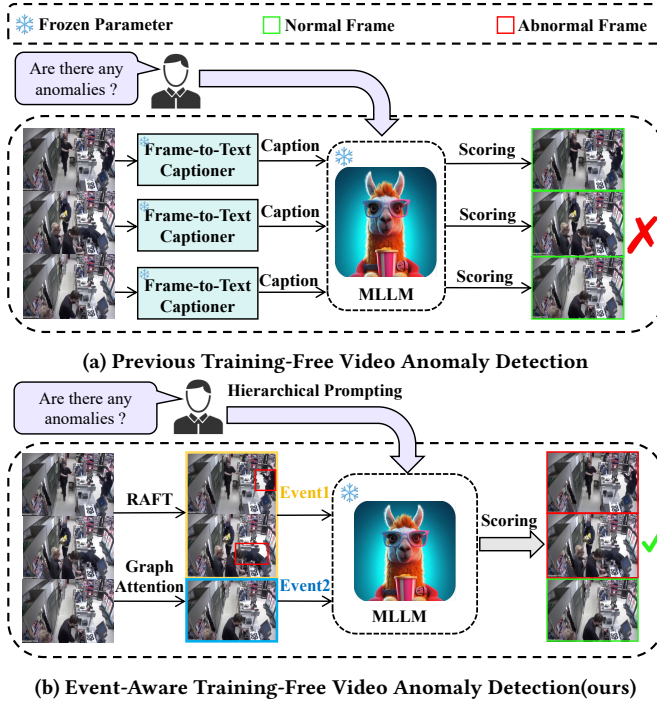 Frozen Parameter Normal Frame Abnormal Frame
Are there any
anomalies ?
Frame-to-Text
Captioner
Caption
Scoring
Frame-to-Text
Captioner
Caption
Scoring
Frame-to-Text
Captioner
Caption
Scoring
MLLM
(a) Previous Training-Free Video Anomaly Detection
Are there any
anomalies ?
Hierarchical Prompting
RAFT
Event1
Graph
Attention
Event2
MLLM
Scoring
(b) Event-Aware Training-Free Video Anomaly Detection(ours)